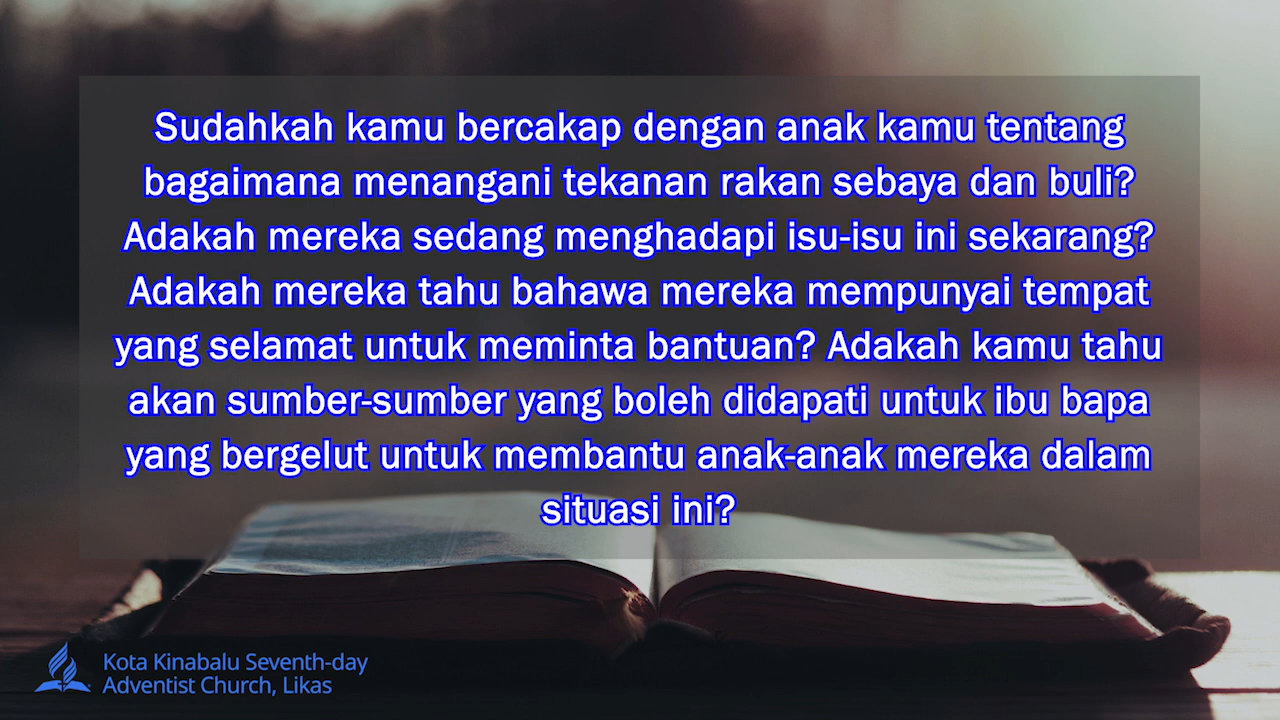 Sudahkah kamu bercakap dengan anak kamu tentang
bagaimana menangani tekanan rakan sebaya dan buli?
Adakah mereka sedang menghadapi isu-isu ini sekarang?
Adakah mereka tahu bahawa mereka mempunyai tempat
yang selamat untuk meminta bantuan? Adakah kamu tahu
akan sumber-sumber yang boleh didapati untuk ibu bapa
yang bergelut untuk membantu anak-anak mereka dalam
situasi ini?
Kota Kinabalu Seventh-day
Adventist Church, Likas